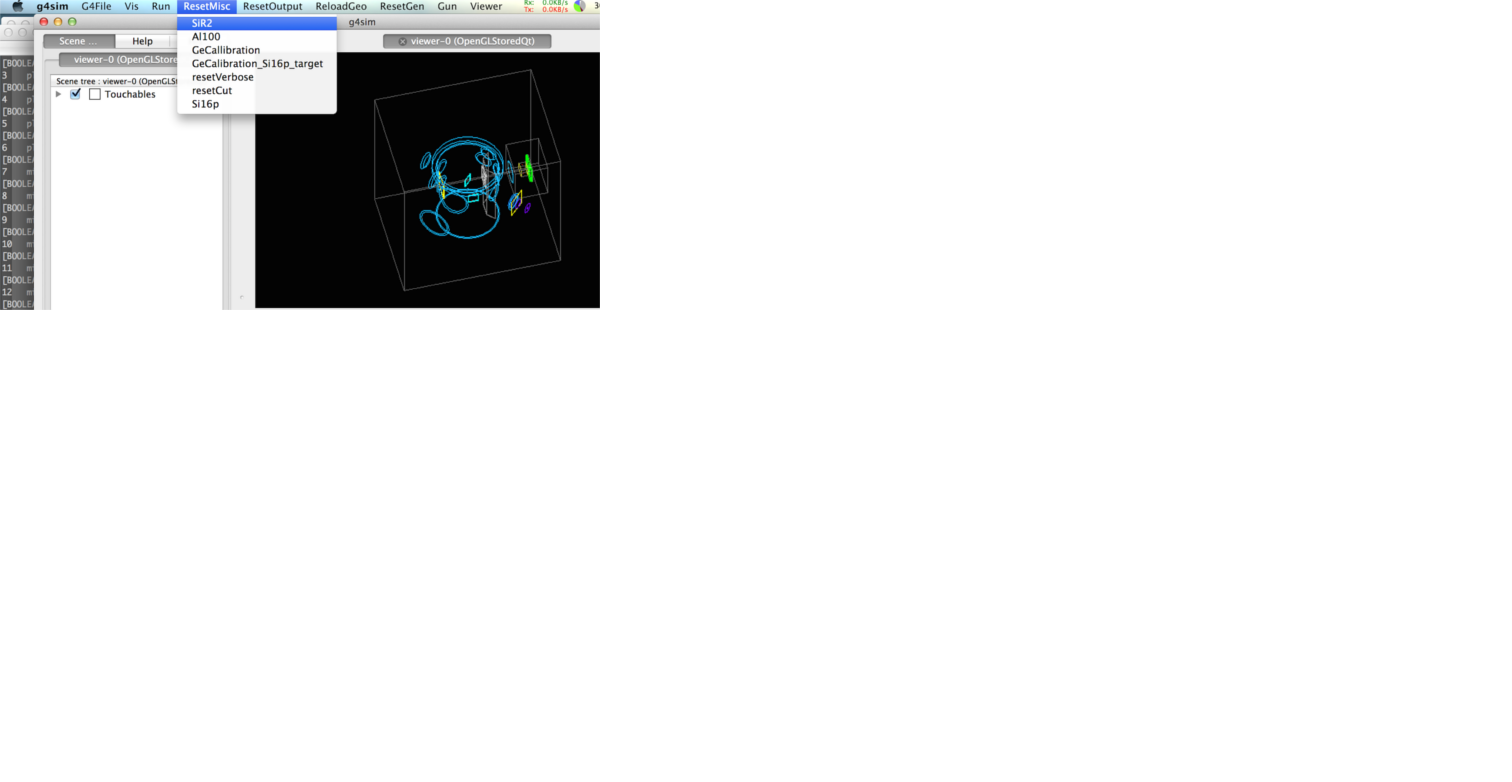 g4sim G4File Vis Run ResetMisc ResetOutput ReloadGeo ResetGen Gun Viewer
Rx: 0.0KB/s
Tx: 0.0KB/s
g4sim
Scene ... Help
viewer-0 (OpenGLStoredQt)
viewer-0 (OpenGLStore
Scene tree : viewer-0 (OpenGLSt
Touchables
SiR2
Al100
GeCallibration
GeCalibration_Si16p_target
resetVerbose
resetCut
Si16p
[BOOLEA
3 p
[BOOLEA
4 p
[BOOLEA
5 p
[BOOLEA
6 p
[BOOLEA
7 m
[BOOLEA
8 m
[BOOLEA
9 m
[BOOLEA
10 m
[BOOLEA
11 m
[BOOLEA
12 m
[BOOLEA